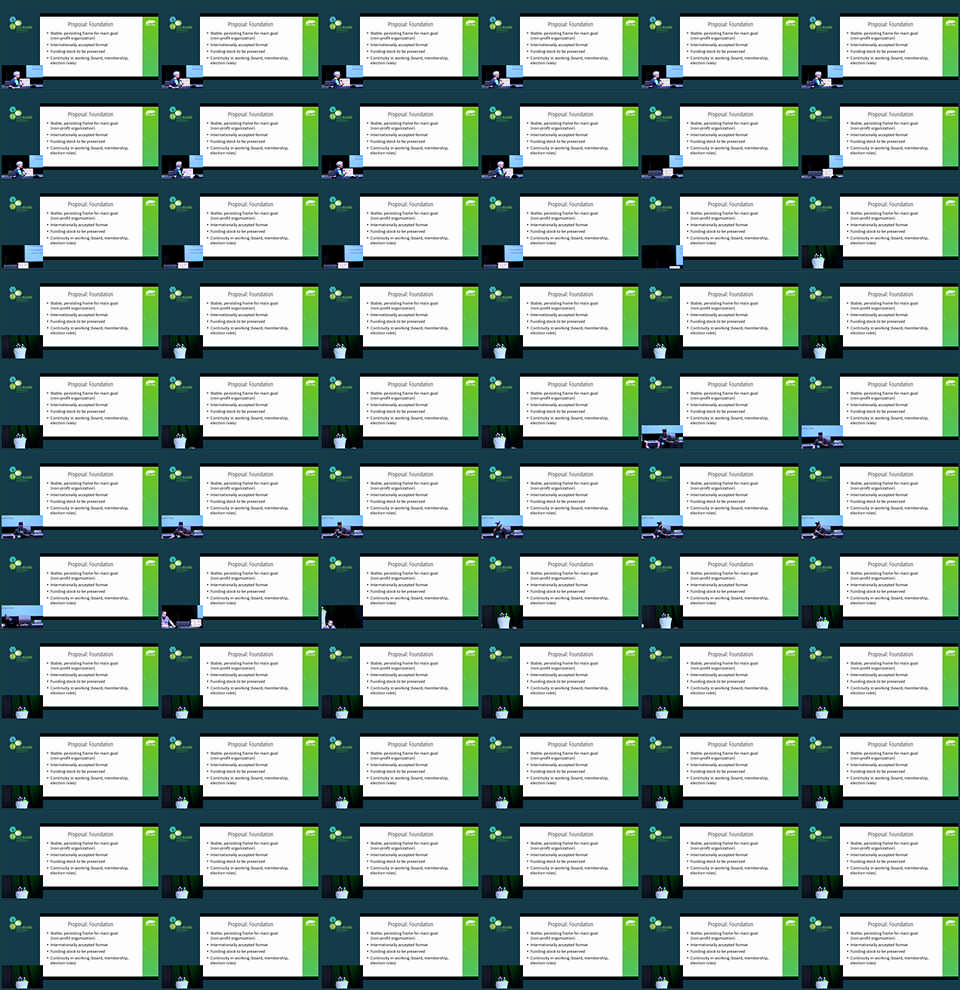 Proposal: Foundation
• Stable, persisting frame for main goal
(non-profit organization)
• Internationally accepted format
• Funding stock to be preserved
• Continuity in working (board, membership,
election rules)